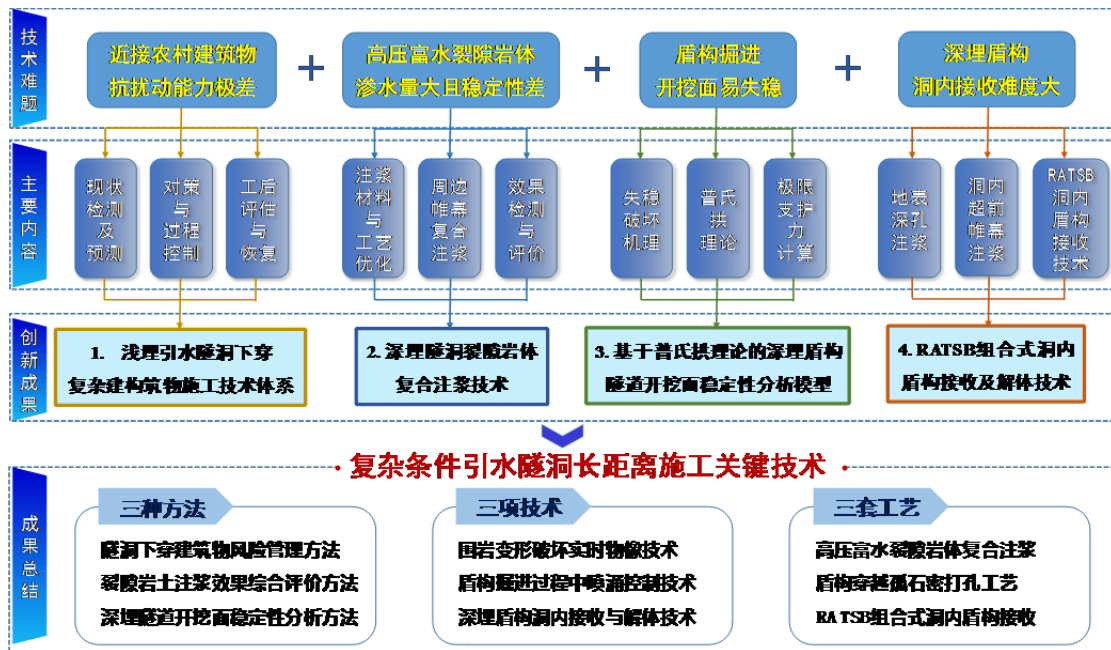 技术难题
近接农村建筑物
抗扰动能力极差
+
高压富水裂隙岩体
渗水量大且稳定性差
+
盾构掘进
开挖面易失稳
+
深埋盾构
洞内接收难度大
主要内容
现状
检测
及
预测
对策
与
过程
控制
工后
评估
与
恢复
注浆
材料
与
工艺
优化
周边
帷幕
复合
注浆
效果
检测
与
评价
失稳
破坏
机理
普氏
拱
理论
极限
支护
力
计算
地表
深孔
注浆
洞内
超前
帷幕
注浆
RATSB
洞内
盾构
接收
技术
创新成果
1. 浅埋引水隧洞下穿
复杂建构筑物施工技术体系
2. 深埋隧洞裂隙岩体
复合注浆技术
3. 基于普氏拱理论的深埋盾构
隧道开挖面稳定性分析模型
4. RATSB组合式洞内
盾构接收及解体技术
成果总结
·复杂条件引水隧洞长距离施工关键技术·
三种方法
隧洞下穿建筑物风险管理方法
裂隙岩土注浆效果综合评价方法
深埋隧道开挖面稳定性分析方法
三项技术
围岩变形破坏实时物像技术
盾构掘进过程中喷涌控制技术
深埋盾构洞内接收与解体技术
三套工艺
高压富水裂隙岩体复合注浆
盾构穿越孤石密打孔工艺
RATSB组合式洞内盾构接收